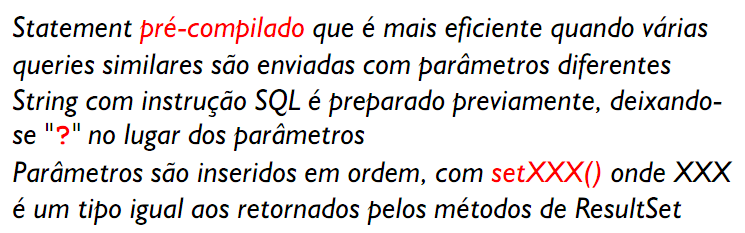 Statement pré-compilado que é mais eficiente quando várias
queries similares são enviadas com parâmetros diferentes
String com instrução SQL é preparado previamente, deixando-
se "?" no lugar dos parâmetros
Parâmetros são inseridos em ordem, com setXXX() onde XXX
é um tipo igual aos retornados pelos métodos de ResultSet